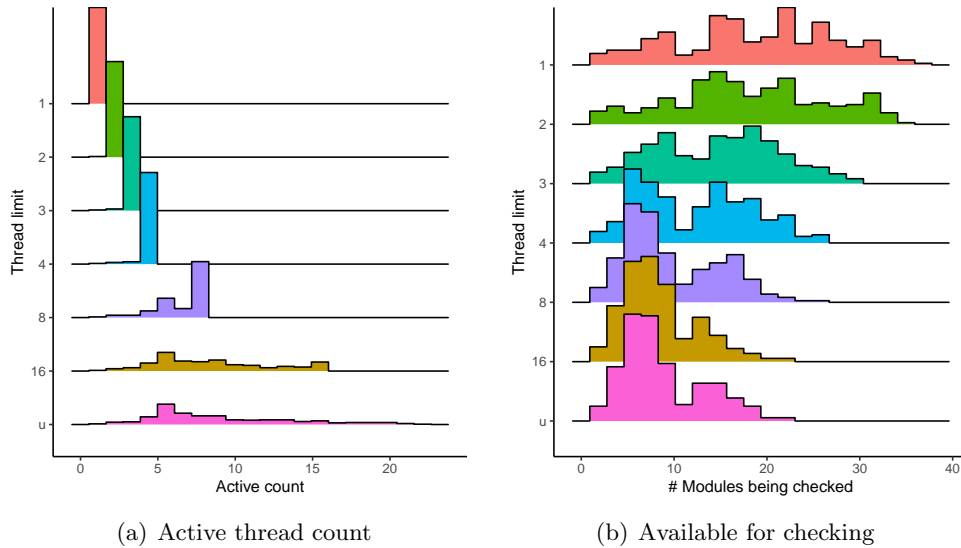 Thread limit
1
2
3
4
8
16
u
0 5 10 15 20
Active count
(a) Active thread count
Thread limit
1
2
3
4
8
16
u
0 10 20 30 40
# Modules being checked
(b) Available for checking